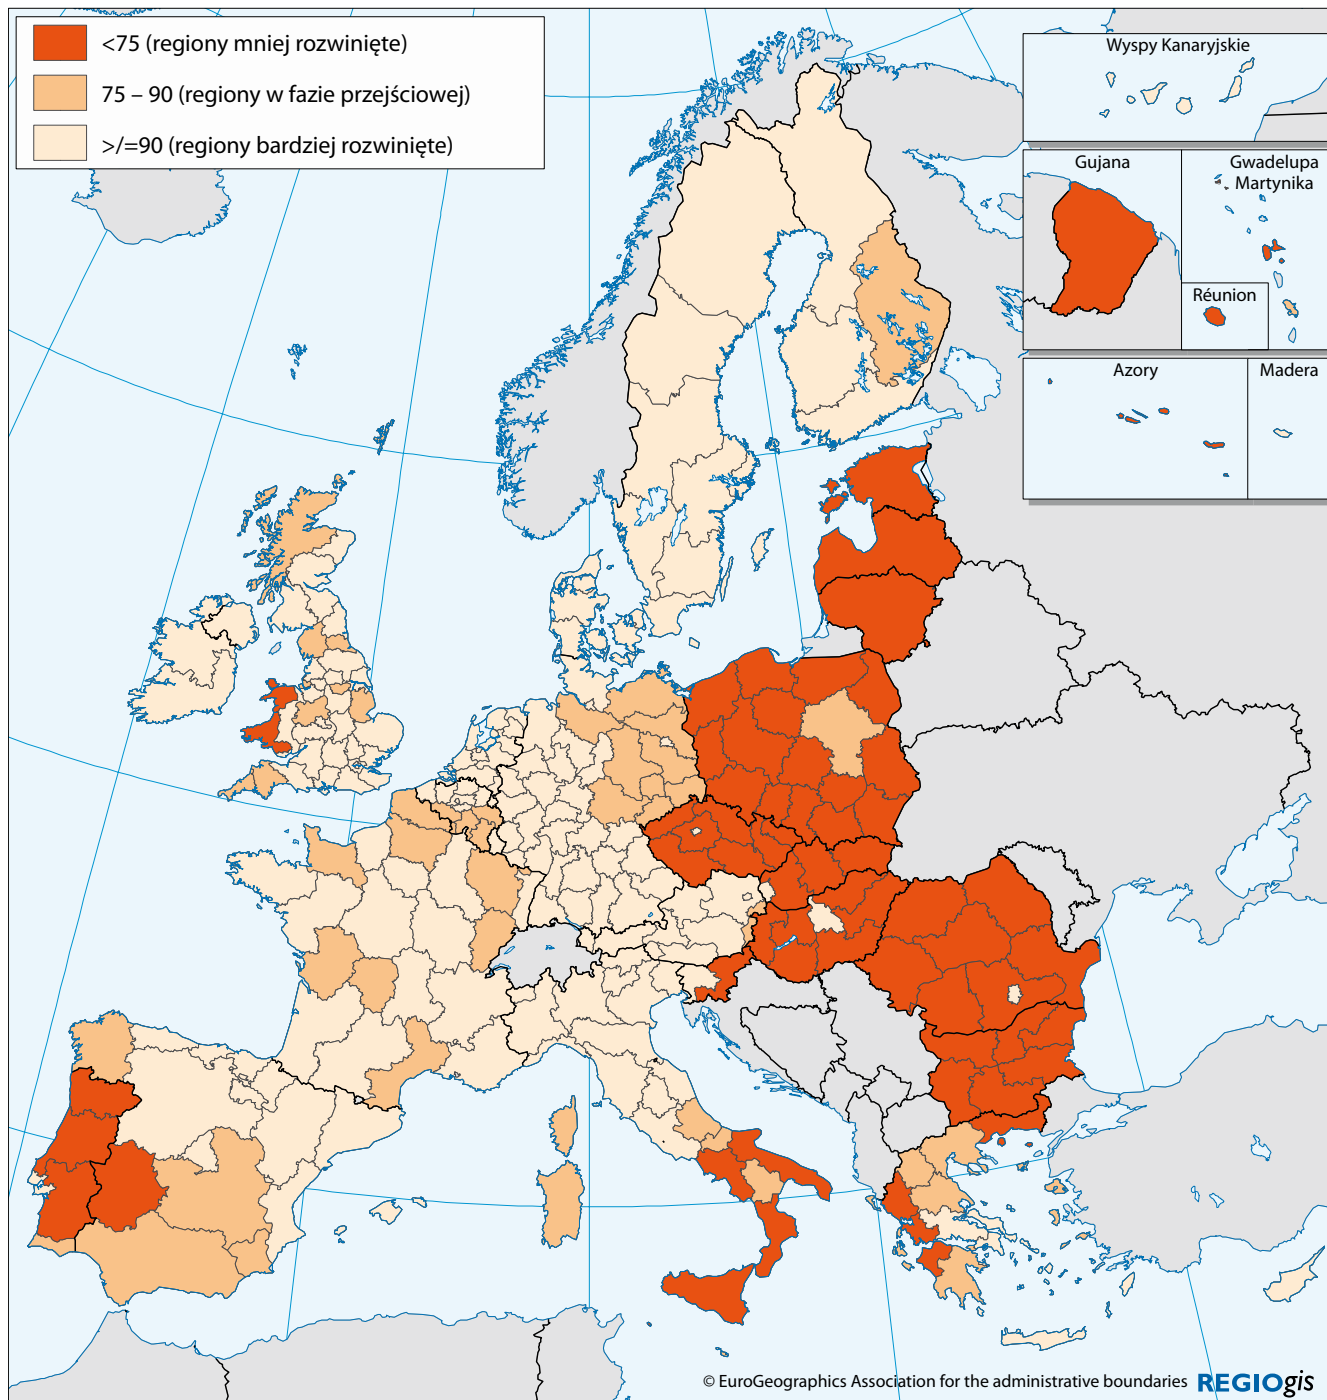 <75 (regiony mniej rozwinięte)
75 – 90 (regiony w fazie przejściowej)
>/=90 (regiony bardziej rozwinięte)
Wyspy Kanaryjskie
Gujana
Gwadelupa
Martynika
Réunion
Azory
Madera
© EuroGeographics Association for the administrative boundaries REGIOgis